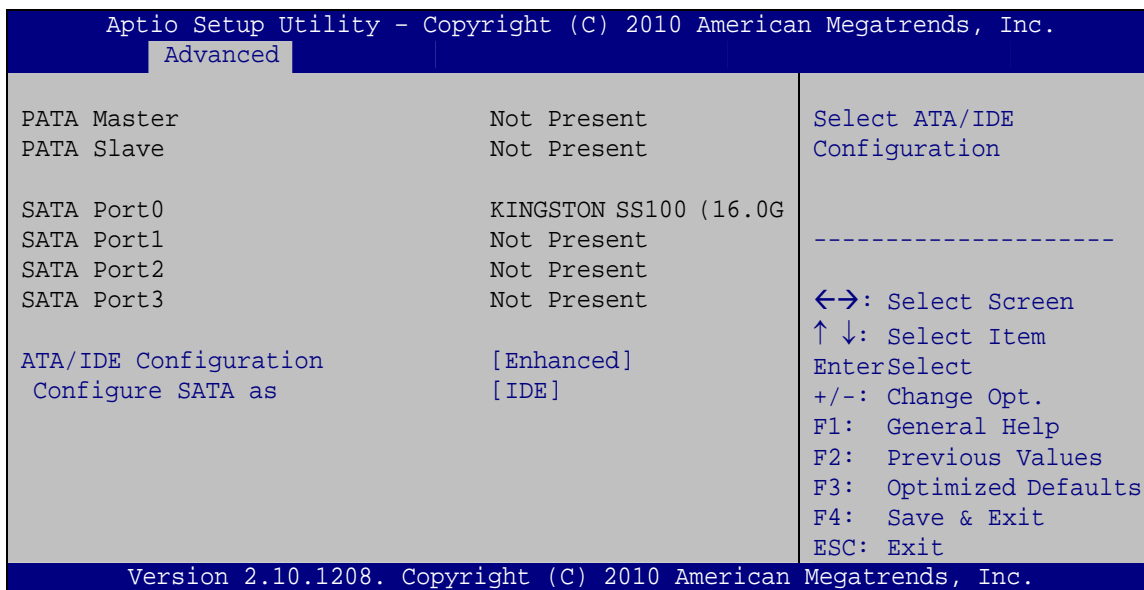 Aptio Setup Utility – Copyright (C) 2010 American Megatrends, Inc.
Advanced
PATA Master Not Present
PATA Slave Not Present
SATA Port0 KINGSTON SS100 (16.0G
SATA Port1 Not Present
SATA Port2 Not Present
SATA Port3 Not Present
ATA/IDE Configuration [Enhanced]
Configure SATA as [IDE]
Select ATA/IDE
Configuration
---------------------
←→: Select Screen
↑ ↓: Select Item
EnterSelect
+/-: Change Opt.
F1: General Help
F2: Previous Values
F3: Optimized Defaults
F4: Save & Exit
ESC: Exit
Version 2.10.1208. Copyright (C) 2010 American Megatrends, Inc.